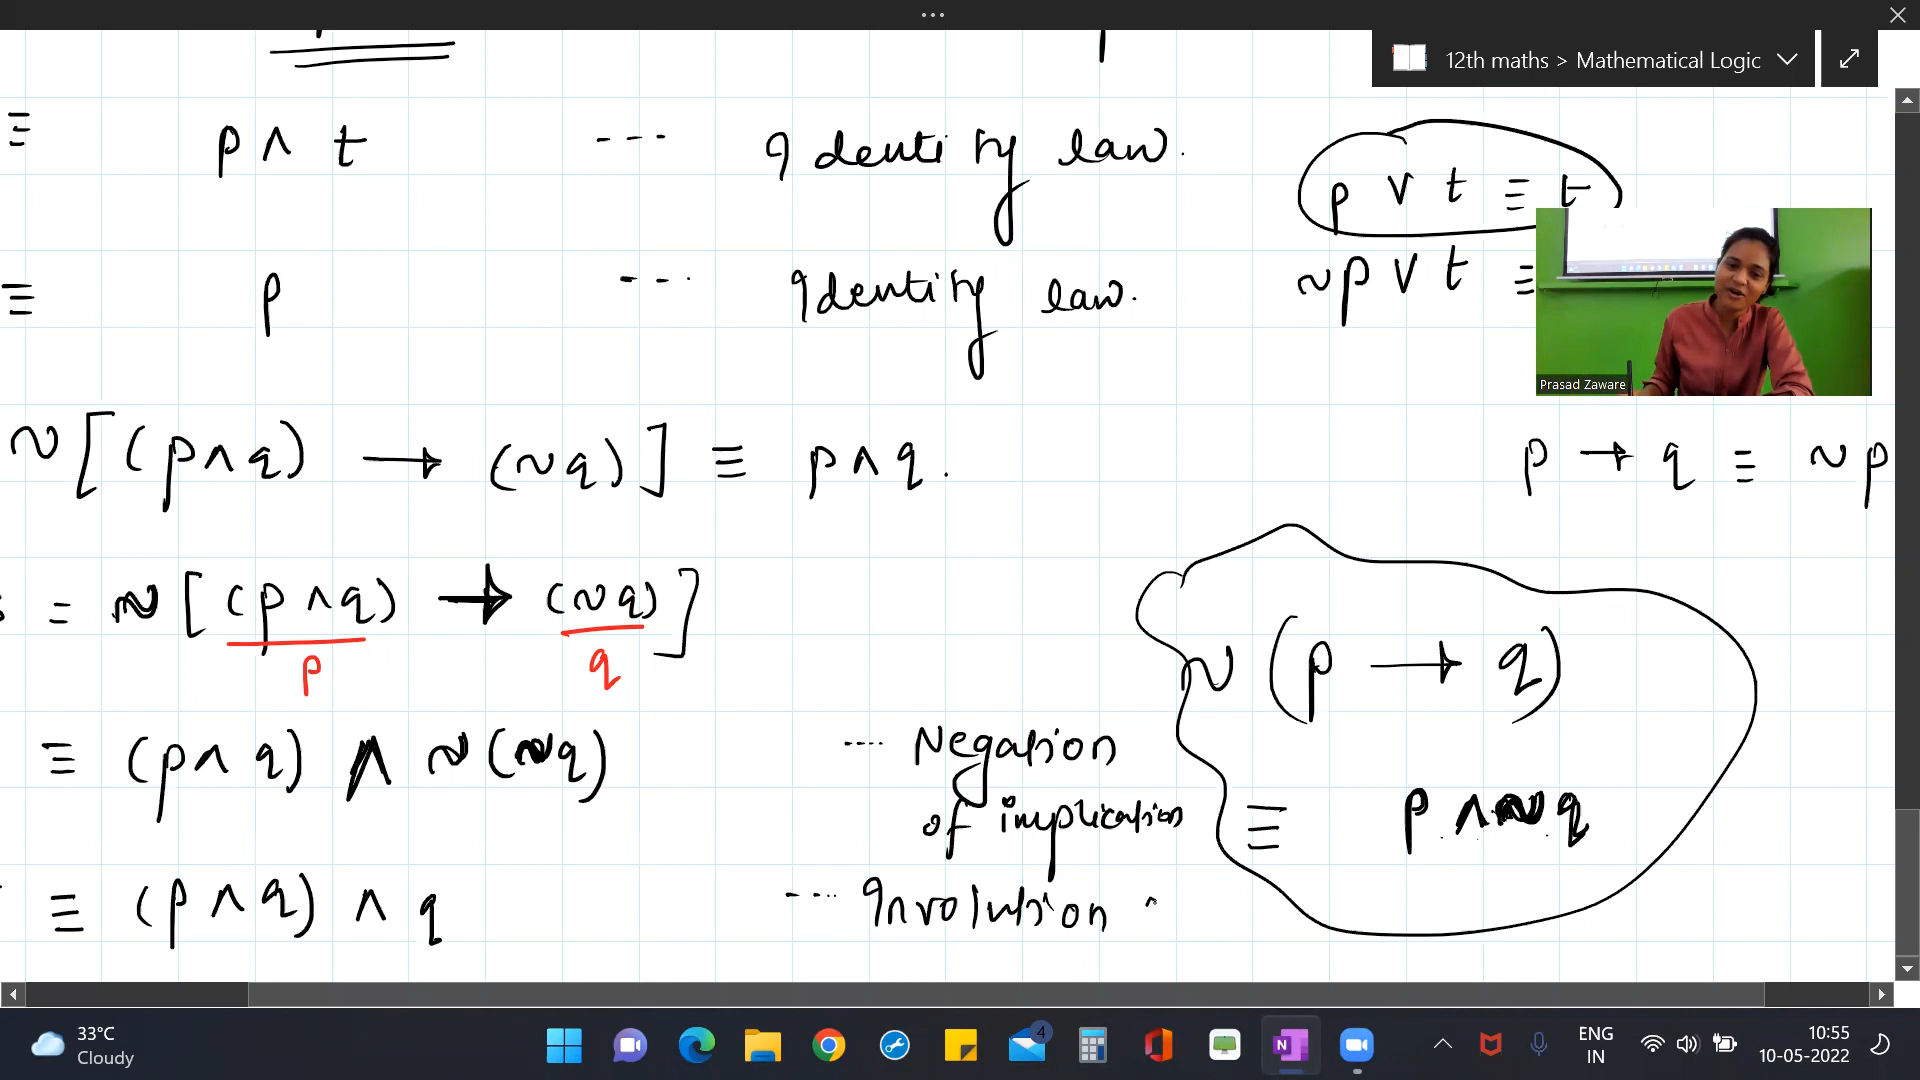 12th maths > Mathematical Logic
≡ p ∧ t --- Identity law.
p ∨ t ≡ t
≡ p --- Identity law.
~p ∨ t ≡
Prasad Zaware
~[(p∧q) → (~q)] ≡ p∧q.
p → q ≡ ~p
= ~[(p∧q) → (~q)]
p q
~(p → q)
≡ (p∧q) ∧ ~(~q) ---- Negation
of implication
≡ p ∧ ~q
≡ (p∧q) ∧ q ---- Involution
33°C
Cloudy
4
ENG
IN
10:55
10-05-2022